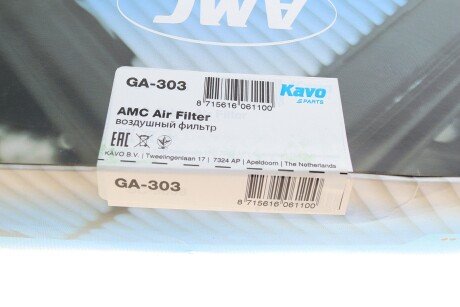 AMC
GA-303
8 715616 061100
Kavo
PARTS
AMC Air Filter
воздушный фильтр
EAC
KAVO B.V. | Tweelingenlaan 17 | 7324 AP | Apeldoorn | The Netherlands
GA-303
8 715616 061100